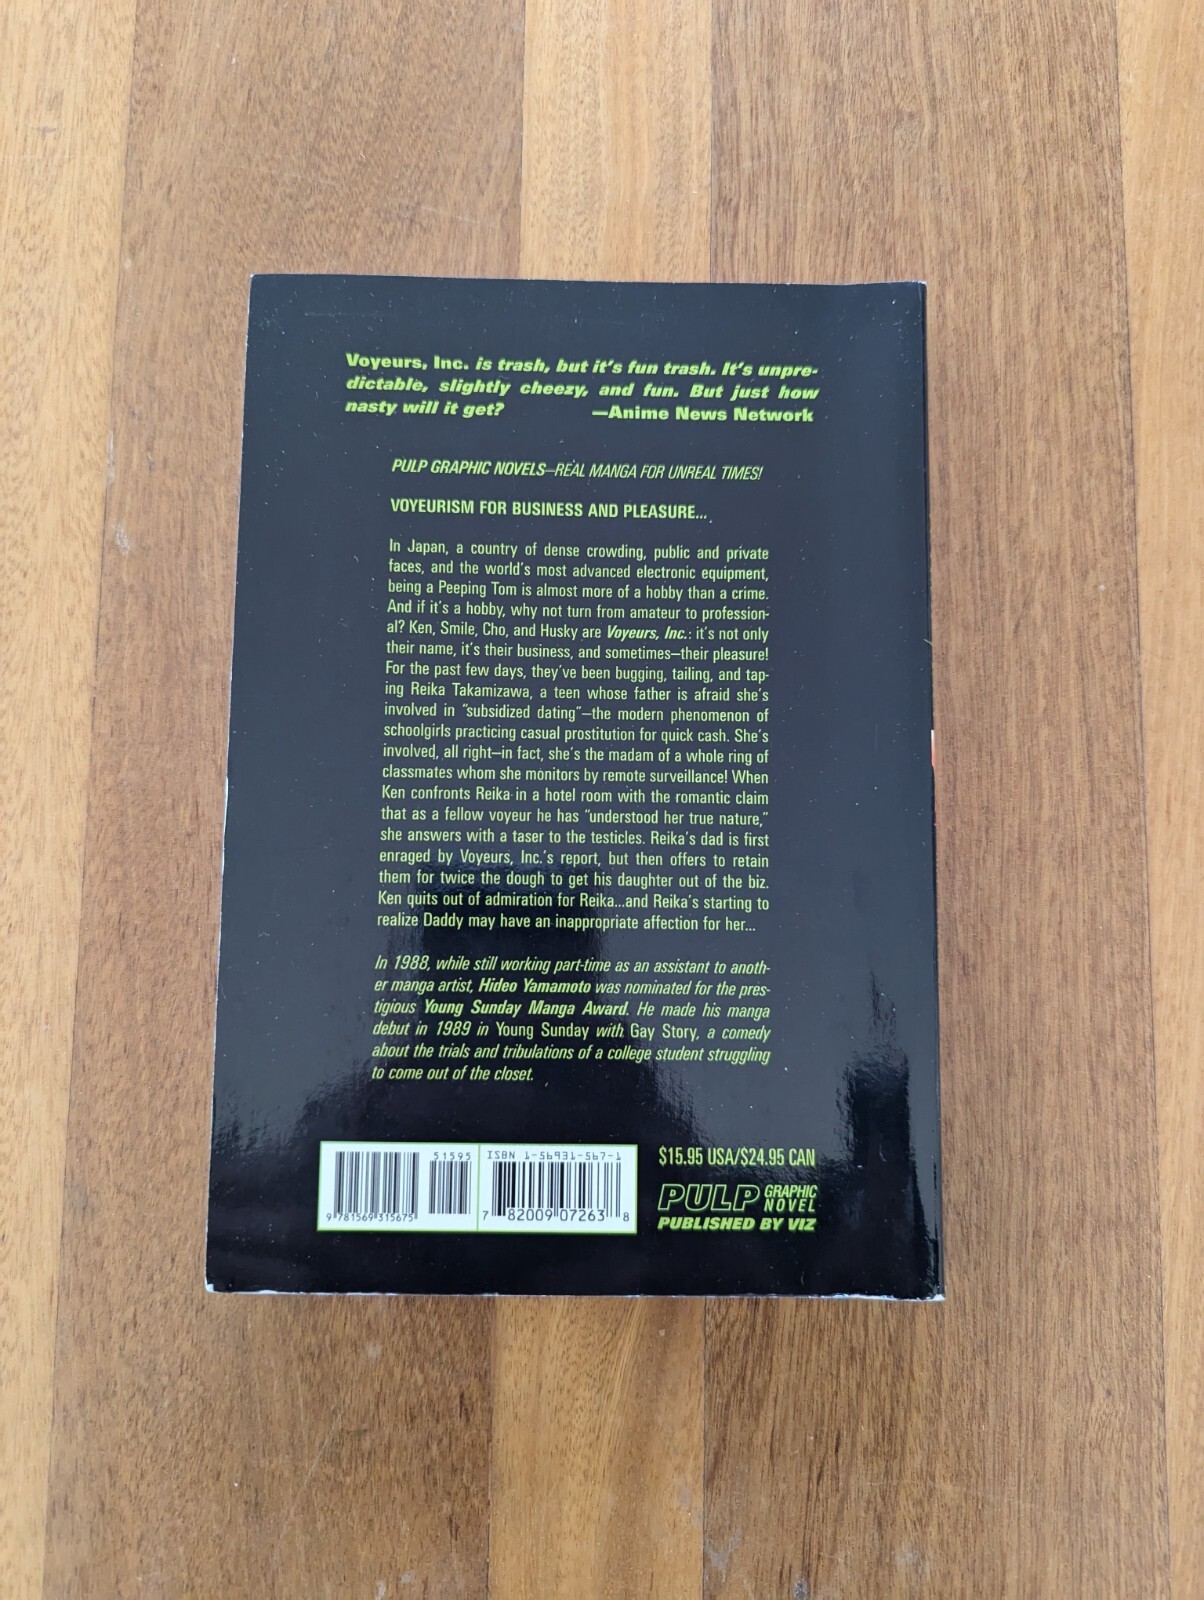 Voyeurs, Inc. is trash, but it's fun trash. It's unpre-
dictable, slightly cheezy, and fun. But just how
nasty will it get? —Anime News Network
PULP GRAPHIC NOVELS—REAL MANGA FOR UNREAL TIMES!
VOYEURISM FOR BUSINESS AND PLEASURE...
In Japan, a country of dense crowding, public and private
faces, and the world's most advanced electronic equipment,
being a Peeping Tom is almost more of a hobby than a crime.
And if it's a hobby, why not turn from amateur to profession-
al? Ken, Smile, Cho, and Husky are Voyeurs, Inc.: it's not only
their name, it's their business, and sometimes—their pleasure!
For the past few days, they've been bugging, tailing, and tap-
ing Reika Takamizawa, a teen whose father is afraid she's
involved in "subsidized dating"—the modern phenomenon of
schoolgirls practicing casual prostitution for quick cash. She's
involved, all right—in fact, she's the madam of a whole ring of
classmates whom she monitors by remote surveillance! When
Ken confronts Reika in a hotel room with the romantic claim
that as a fellow voyeur he has "understood her true nature,"
she answers with a taser to the testicles. Reika's dad is first
enraged by Voyeurs, Inc.'s report, but then offers to retain
them for twice the dough to get his daughter out of the biz.
Ken quits out of admiration for Reika...and Reika's starting to
realize Daddy may have an inappropriate affection for her...
In 1988, while still working part-time as an assistant to anoth-
er manga artist, Hideo Yamamoto was nominated for the pres-
tigious Young Sunday Manga Award. He made his manga
debut in 1989 in Young Sunday with Gay Story, a comedy
about the trials and tribulations of a college student struggling
to come out of the closet.
51595
ISBN 1-56931-567-1
9 781569 315675
7 82009 07263 8
$15.95 USA/$24.95 CAN
PULP GRAPHIC NOVEL
PUBLISHED BY VIZ